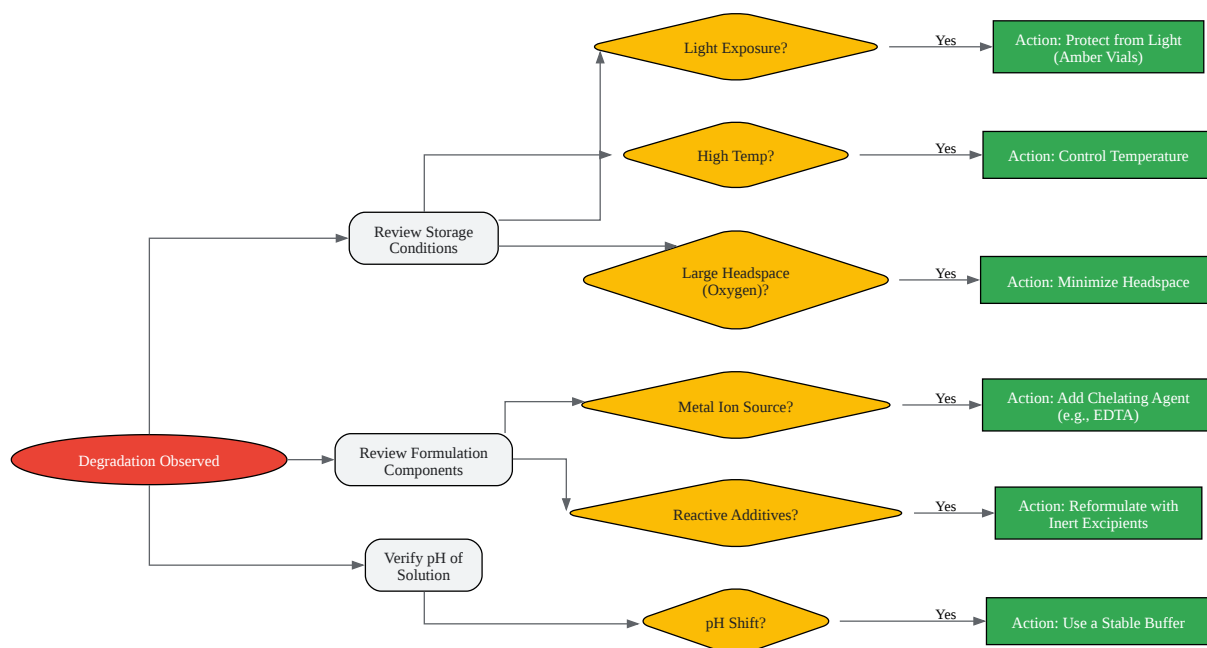 Light Exposure?
Yes
Action: Protect from Light
(Amber Vials)
High Temp?
Yes
Action: Control Temperature
Review Storage
Conditions
Large Headspace
(Oxygen)?
Yes
Action: Minimize Headspace
Metal Ion Source?
Yes
Action: Add Chelating Agent
(e.g., EDTA)
Degradation Observed
Review Formulation
Components
Reactive Additives?
Yes
Action: Reformulate with
Inert Excipients
Verify pH of
Solution
pH Shift?
Yes
Action: Use a Stable Buffer